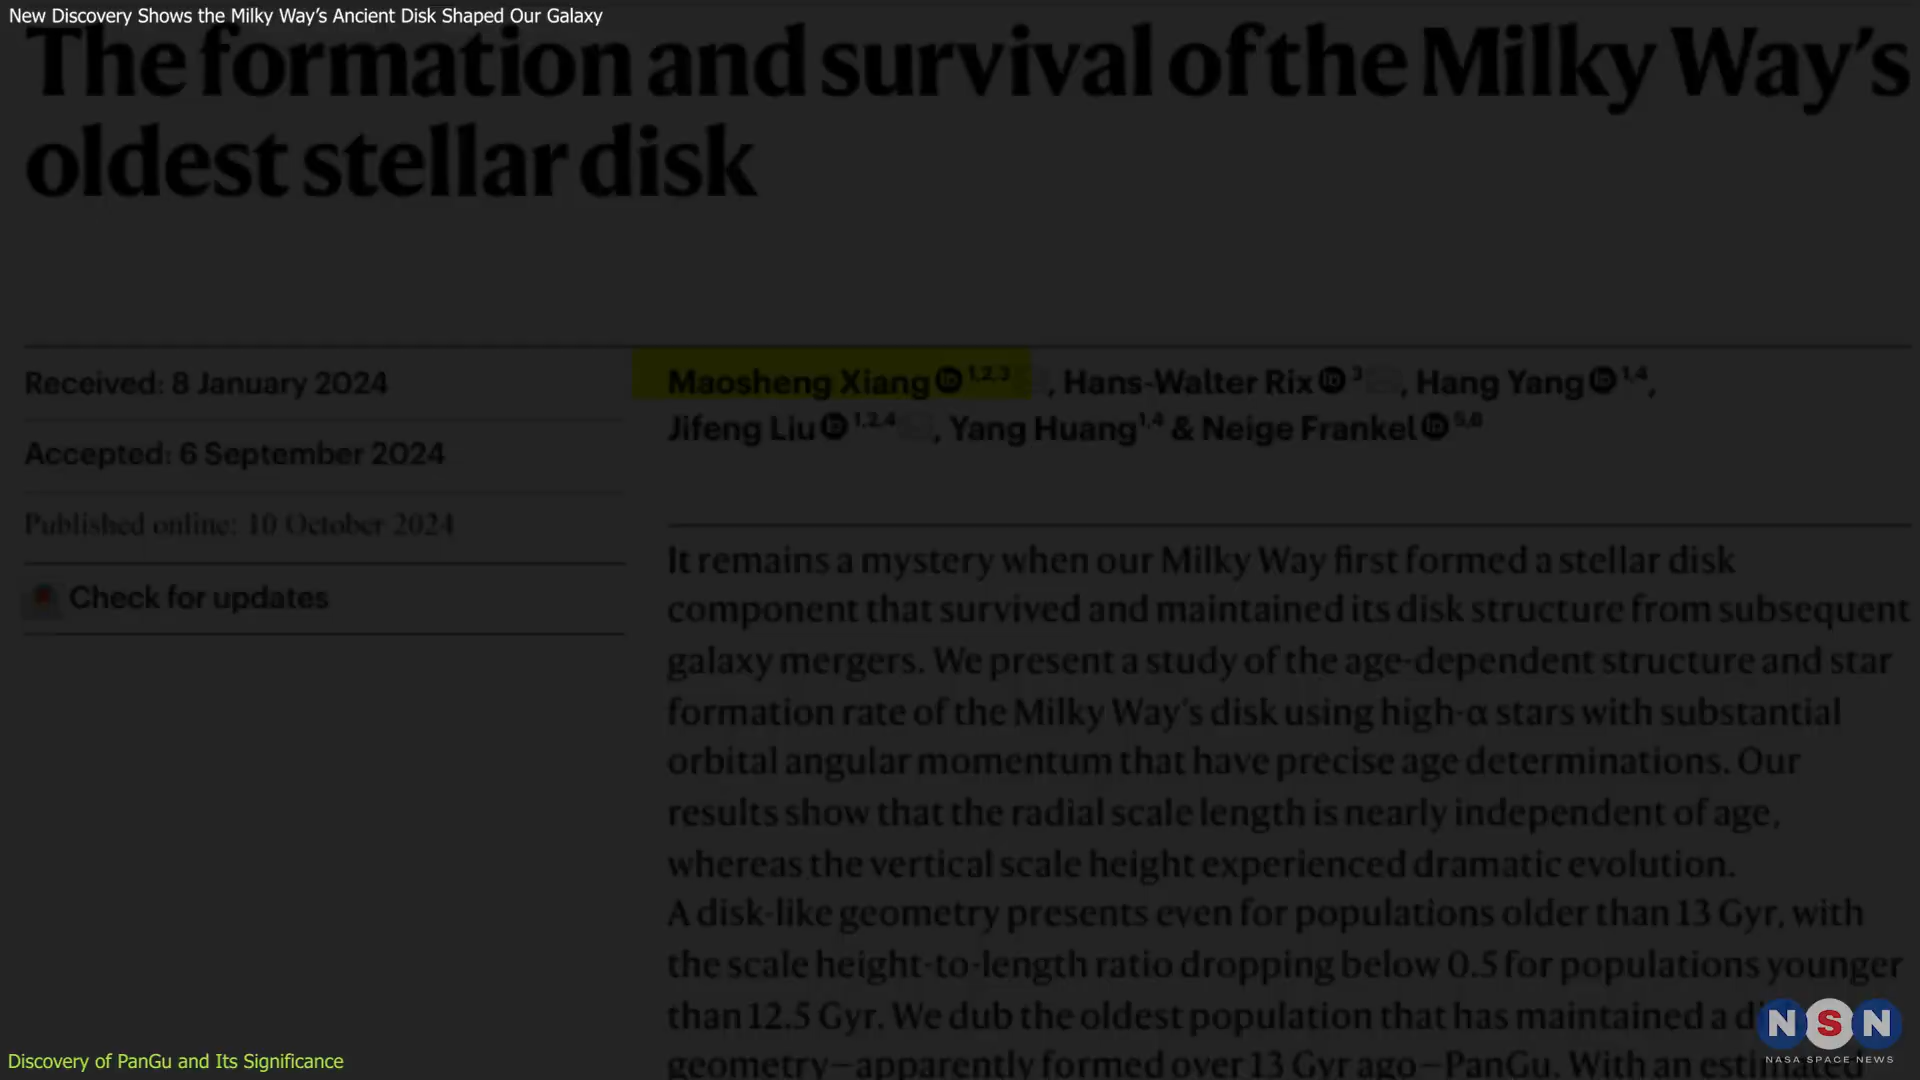 New Discovery Shows the Milky Way’s Ancient Disk Shaped Our Galaxy
The formation and survival of the Milky Way’s
oldest stellar disk
Received: 8 January 2024
Accepted: 6 September 2024
Published online: 10 October 2024
Check for updates
Maosheng Xiang iD 1,2,3, Hans-Walter Rix iD 3, Hang Yang iD 1,4,
Jifeng Liu iD 1,2,4, Yang Huang 1,4 & Neige Frankel iD 5,6
It remains a mystery when our Milky Way first formed a stellar disk
component that survived and maintained its disk structure from subsequent
galaxy mergers. We present a study of the age-dependent structure and star
formation rate of the Milky Way’s disk using high-α stars with substantial
orbital angular momentum that have precise age determinations. Our
results show that the radial scale length is nearly independent of age,
whereas the vertical scale height experienced dramatic evolution.
A disk-like geometry presents even for populations older than 13 Gyr, with
the scale height-to-length ratio dropping below 0.5 for populations younger
than 12.5 Gyr. We dub the oldest population that has maintained a
geometry—apparently formed over 13 Gyr ago—PanGu. With an estimated
NSN
NASA SPACE NEWS
Discovery of PanGu and Its Significance